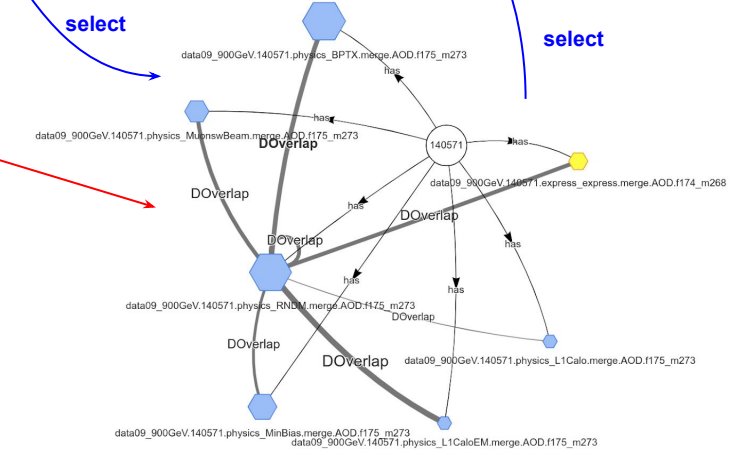 select
select
data09_900GeV.140571.physics_BPTX.merge.AOD.f175_m273
has
has
data09_900GeV.140571.physics_MuonswBeam.merge.AOD.f175_m273
DOverlap
140571
has
data09_900GeV.140571.express_express.merge.AOD.f174_m268
DOverlap
has
DOverlap
DOverlap
has
has
has
data09_900GeV.140571.physics_RNDM.merge.AOD.f175_m273
DOverlap
DOverlap
DOverlap
data09_900GeV.140571.physics_L1Calo.merge.AOD.f175_m273
data09_900GeV.140571.physics_MinBias.merge.AOD.f175_m273
data09_900GeV.140571.physics_L1CaloEM.merge.AOD.f175_m273